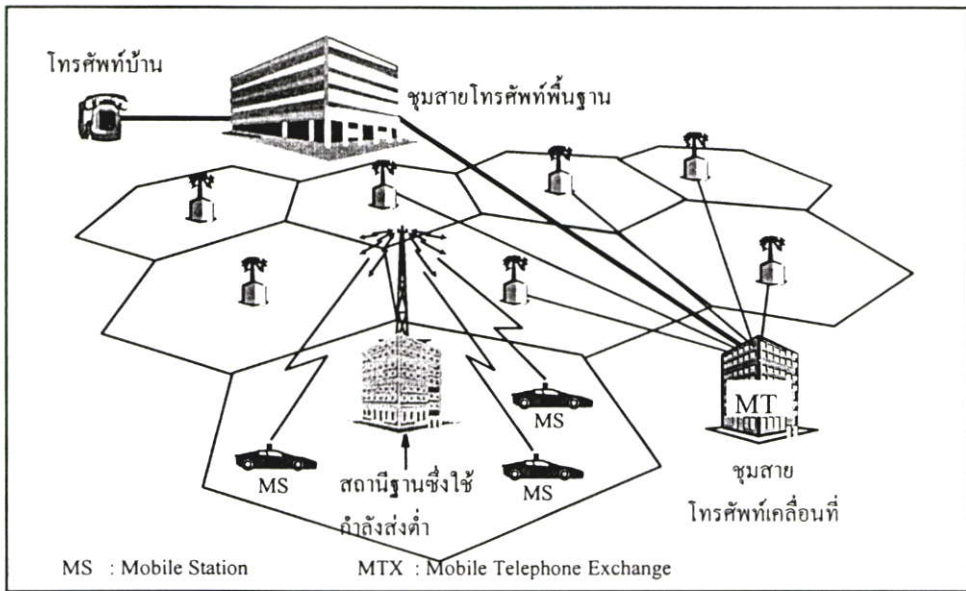 โทรศัพท์บ้าน
ชุมสายโทรศัพท์พื้นฐาน
MT
MS
MS
MS
สถานีฐานซึ่งใช้
กำลังส่งต่ำ
ชุมสาย
โทรศัพท์เคลื่อนที่
MS : Mobile Station
MTX : Mobile Telephone Exchange